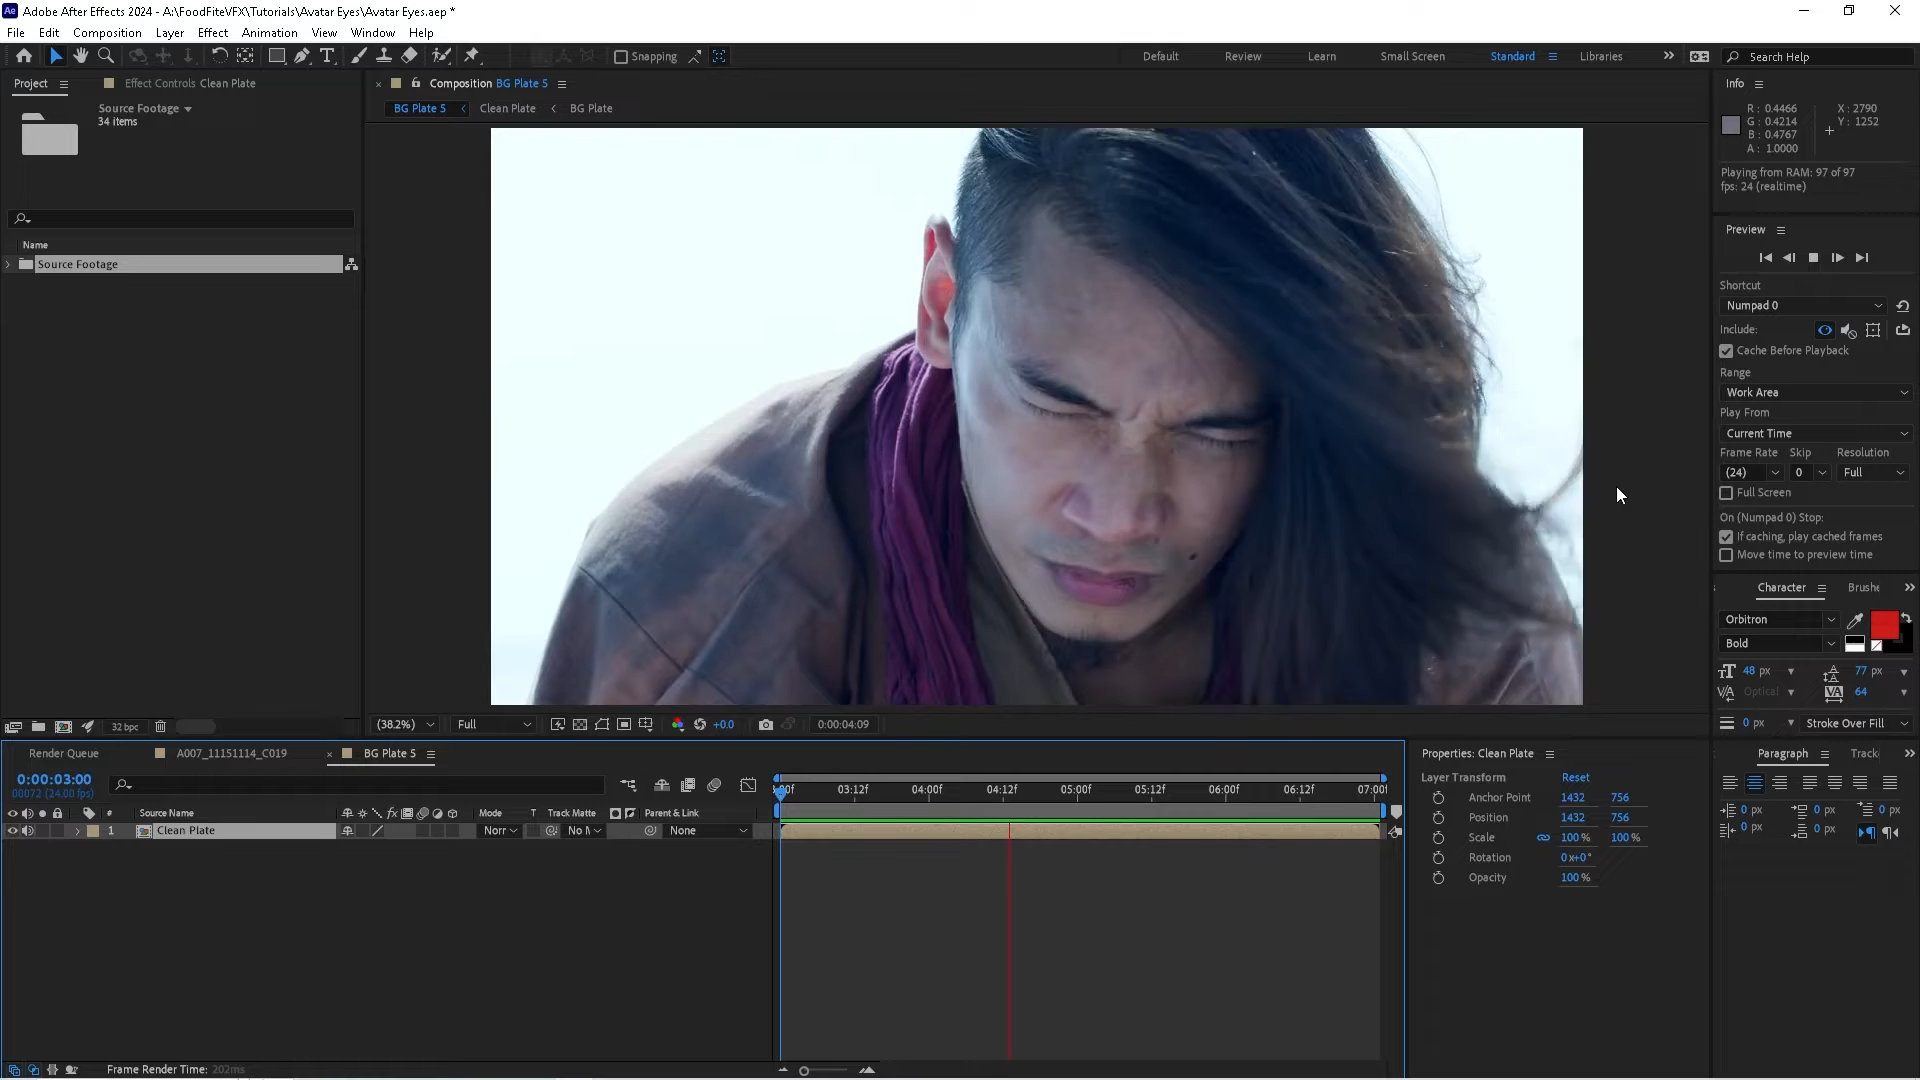 Ae Adobe After Effects 2024 - A:\FoodFiteVFX\Tutorials\Avatar Eyes\Avatar Eyes.aep *
File Edit Composition Layer Effect Animation View Window Help
Snapping
Default Review Learn Small Screen Standard Libraries Search Help
Project
Effect Controls Clean Plate
Source Footage
34 items
Name
Source Footage
32 bpc
Composition BG Plate 5
BG Plate 5 Clean Plate BG Plate
(38.2%) Full +0.0 0:00:04:09
Info
R: 0.4466 X: 2790
G: 0.4214 Y: 1252
B: 0.4767
A: 1.0000
Playing from RAM: 97 of 97
fps: 24 (realtime)
Preview
Shortcut
Numpad 0
Include:
Cache Before Playback
Range
Work Area
Play From
Current Time
Frame Rate Skip Resolution
(24) 0 Full
Full Screen
On (Numpad 0) Stop:
If caching, play cached frames
Move time to preview time
Character Brushe
Orbitron
Bold
48 px 77 px
Optical 64
0 px Stroke Over Fill
Render Queue A007_11151114_C019 BG Plate 5
0:00:03:00
00072 (24.00 fps)
# Source Name Mode T Track Matte Parent & Link
1 Clean Plate Norr No M None
:00f 03:12f 04:00f 04:12f 05:00f 05:12f 06:00f 06:12f 07:00f
Frame Render Time: 202ms
Properties: Clean Plate
Layer Transform Reset
Anchor Point 1432 756
Position 1432 756
Scale 100 % 100 %
Rotation 0x+0°
Opacity 100 %
Paragraph Track
0 px 0 px 0 px
0 px 0 px